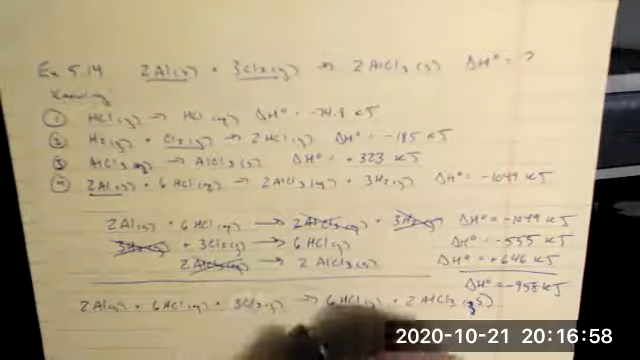 Ex 5.14 2Al(s) + 3Cl₂(g) → 2AlCl₃(s) ΔH° = ?
Knowing
① HCl(g) → HCl(aq) ΔH° = -74.8 kJ
② H₂(g) + Cl₂(g) → 2HCl(g) ΔH° = -185 kJ
③ AlCl₃(aq) → AlCl₃(s) ΔH° = +323 kJ
④ 2Al(s) + 6HCl(aq) → 2AlCl₃(aq) + 3H₂(g) ΔH° = -1049 kJ
2Al(s) + 6HCl(aq) → 2AlCl₃(aq) + 3H₂(g) ΔH° = -1049 kJ
3H₂(g) + 3Cl₂(g) → 6HCl(g) ΔH° = -555 kJ
2AlCl₃(aq) → 2AlCl₃(s) ΔH° = +646 kJ
ΔH° = -958 kJ
2Al(s) + 6HCl(aq) + 3Cl₂(g) → 6HCl(g) + 2AlCl₃(s)
2020-10-21 20:16:58